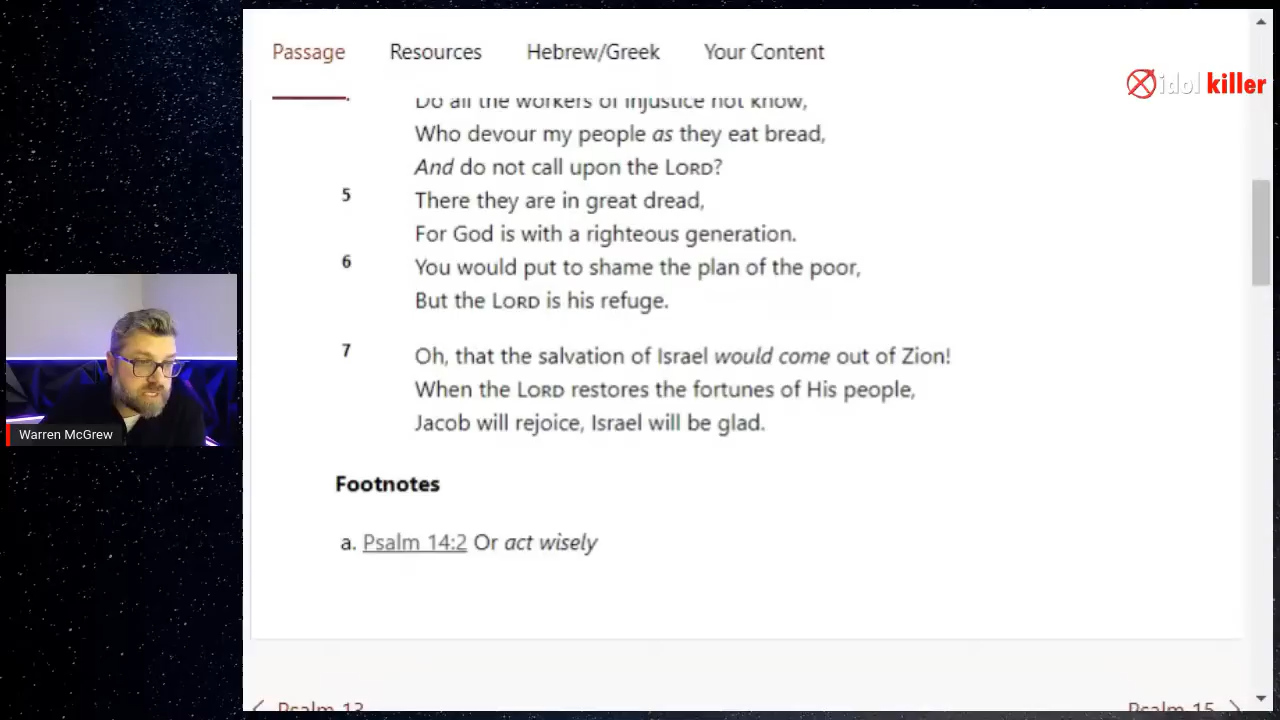 Passage Resources Hebrew/Greek Your Content
idol killer
Do all the workers of injustice not know,
Who devour my people as they eat bread,
And do not call upon the LORD?
5 There they are in great dread,
For God is with a righteous generation.
6 You would put to shame the plan of the poor,
But the LORD is his refuge.
7 Oh, that the salvation of Israel would come out of Zion!
When the LORD restores the fortunes of His people,
Jacob will rejoice, Israel will be glad.
Warren McGrew
Footnotes
a. Psalm 14:2 Or act wisely
Psalm 13 Psalm 15